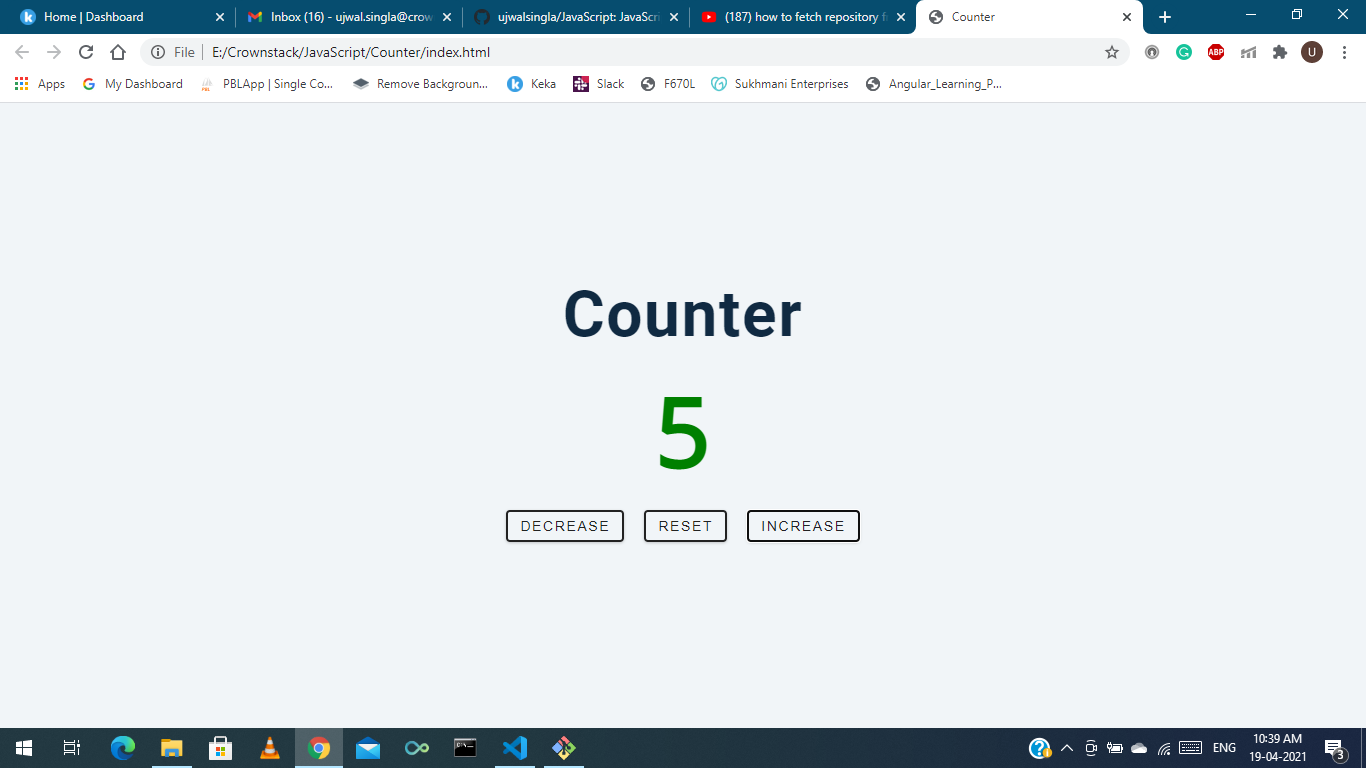 Home | Dashboard
Inbox (16) - ujwal.singla@crow
ujwalsingla/JavaScript: JavaScri
(187) how to fetch repository f
Counter
File
E:/Crownstack/JavaScript/Counter/index.html
ABP
U
Apps
My Dashboard
PBLApp | Single Co...
Remove Backgroun...
Keka
Slack
F670L
Sukhmani Enterprises
Angular_Learning_P...
Counter
5
DECREASE
RESET
INCREASE
ENG
10:39 AM
19-04-2021
3